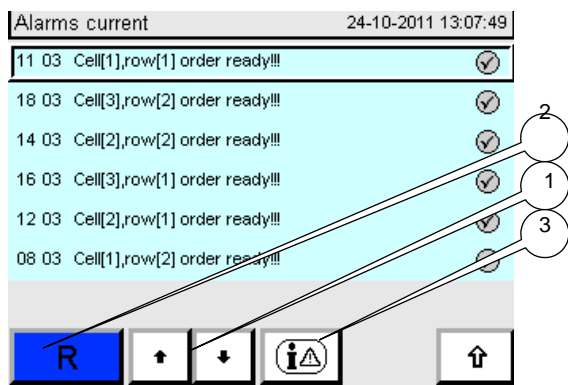 Alarms current 24-10-2011 13:07:49
11 03 Cell[1],row[1] order ready!!!
18 03 Cell[3],row[2] order ready!!!
14 03 Cell[2],row[2] order ready!!!
16 03 Cell[3],row[1] order ready!!!
12 03 Cell[2],row[1] order ready!!!
08 03 Cell[1],row[2] order ready!!!
2
1
3
R
i